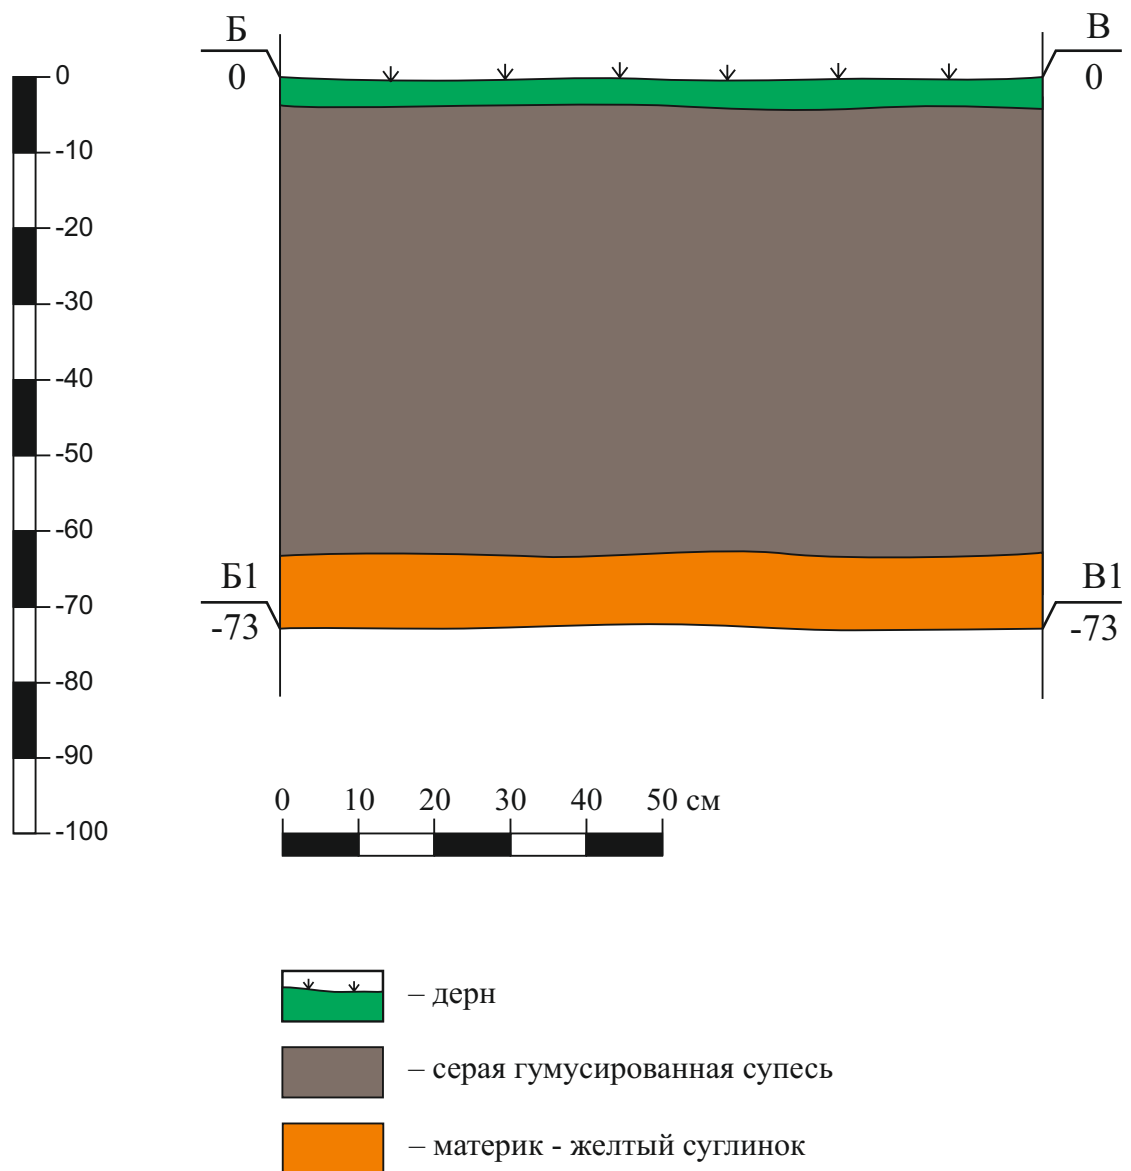 Б
В
0
0
0
-10
-20
-30
-40
-50
-60
-70
-80
-90
-100
Б1
В1
-73
-73
0 10 20 30 40 50 см
– дерн
– серая гумусированная супесь
– материк - желтый суглинок